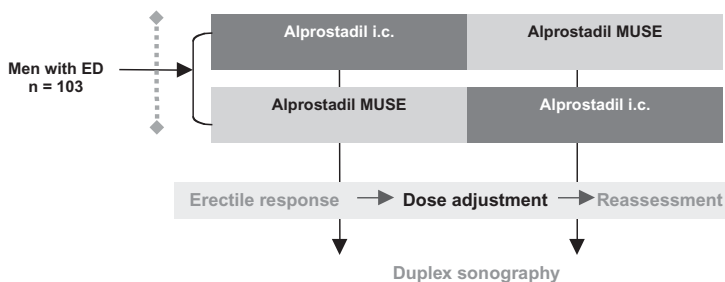 Alprostadil i.c.
Alprostadil MUSE
Men with ED
n = 103
Alprostadil MUSE
Alprostadil i.c.
Erectile response
Dose adjustment
Reassessment
Duplex sonography